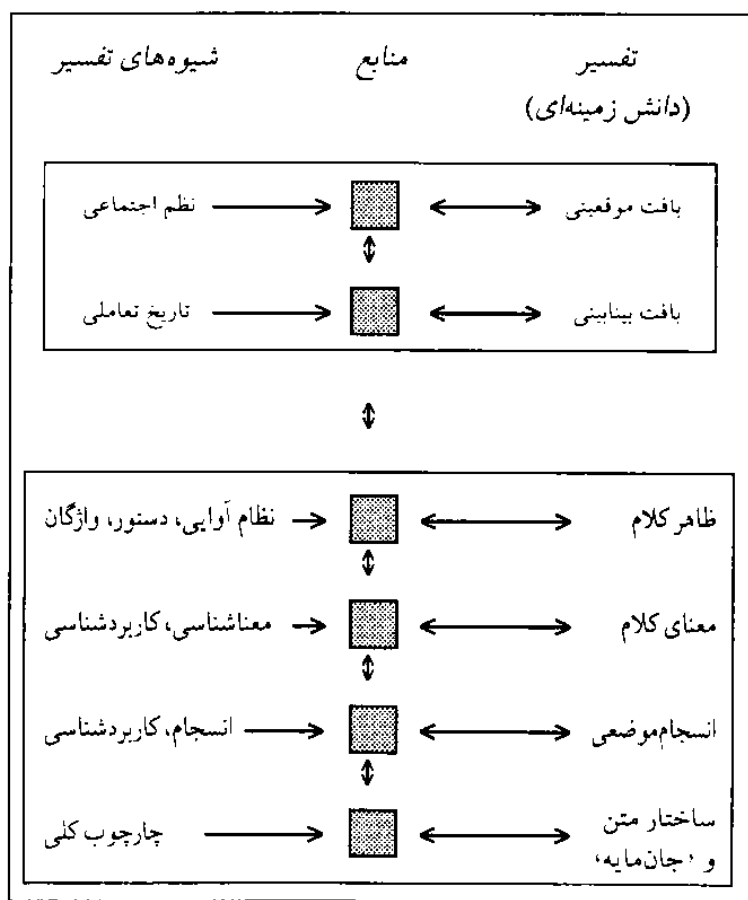 تفسیر منابع شیوه‌های تفسیر
(دانش زمینه‌ای)
بافت موقعیتی نظم اجتماعی
بافت بینابینی تاریخ تعاملی
ظاهر کلام نظام آوایی، دستور، واژگان
معنای کلام معناشناسی، کاربردشناسی
انسجام موضعی انسجام، کاربردشناسی
ساختار متن
و ،جان‌مایه، چارچوب کلی